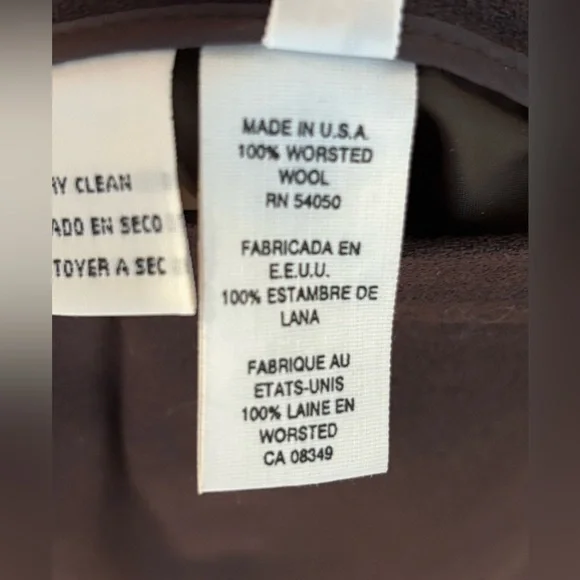 MADE IN U.S.A.
100% WORSTED
WOOL
RN 54050
FABRICADA EN
E.E.U.U.
100% ESTAMBRE DE
LANA
FABRIQUE AU
ETATS-UNIS
100% LAINE EN
WORSTED
CA 08349
RY CLEAN
ADO EN SECO
TOYER A SEC